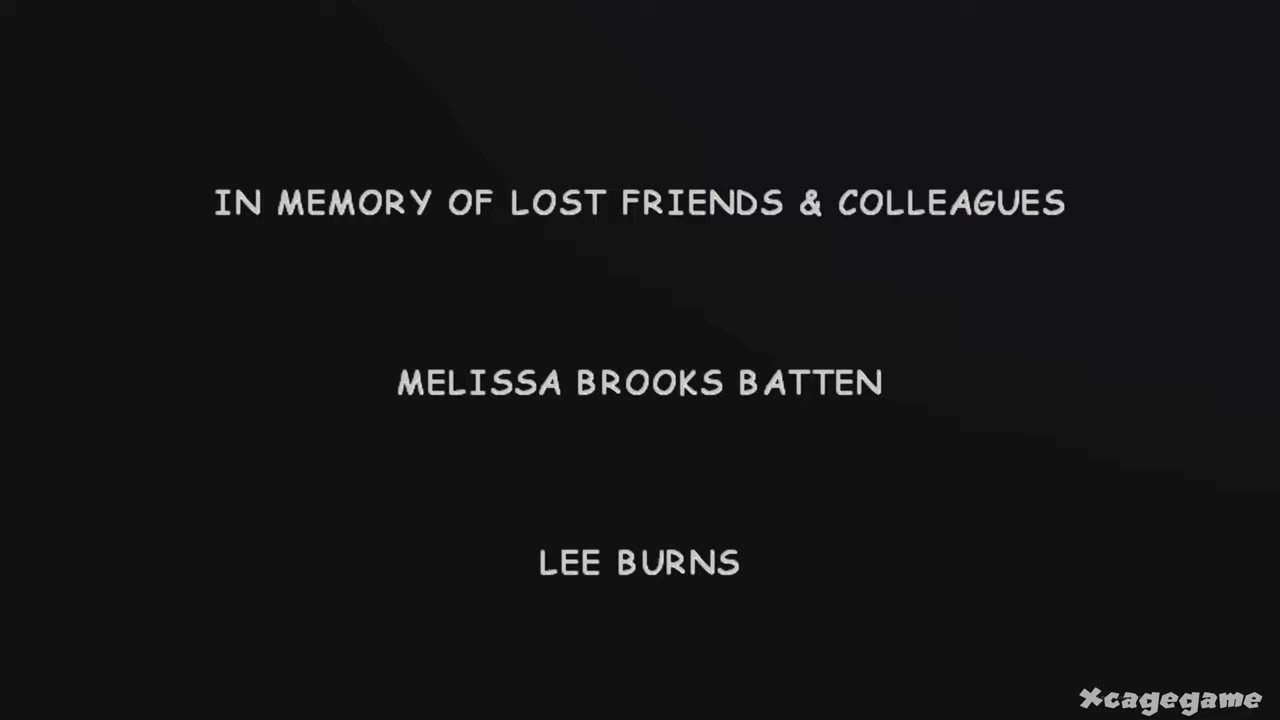 IN MEMORY OF LOST FRIENDS & COLLEAGUES
MELISSA BROOKS BATTEN
LEE BURNS
Xcagegame